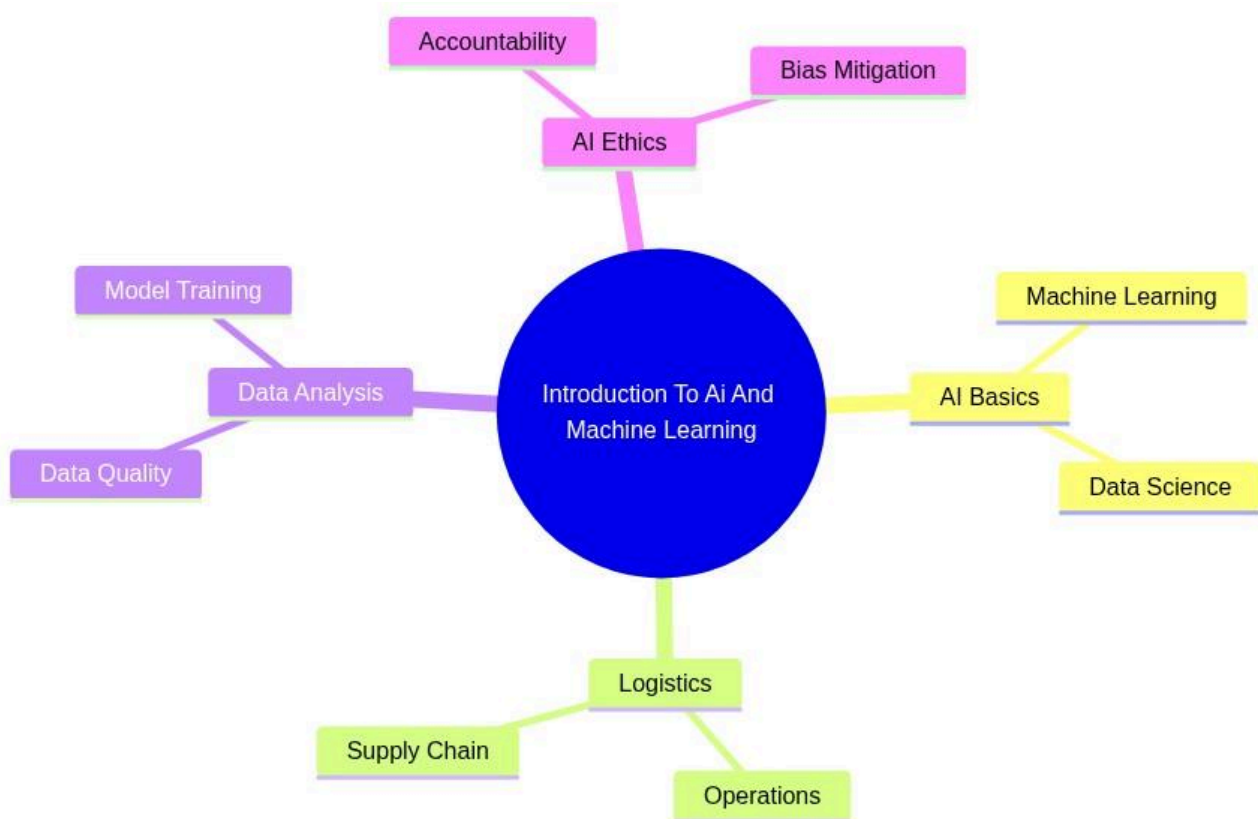 Accountability
Bias Mitigation
AI Ethics
Model Training
Machine Learning
Data Analysis
Introduction To Ai And
Machine Learning
AI Basics
Data Quality
Data Science
Logistics
Supply Chain
Operations